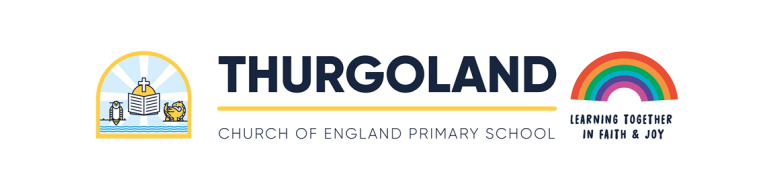 THURGOLAND
CHURCH OF ENGLAND PRIMARY SCHOOL
LEARNING TOGETHER
IN FAITH & JOY